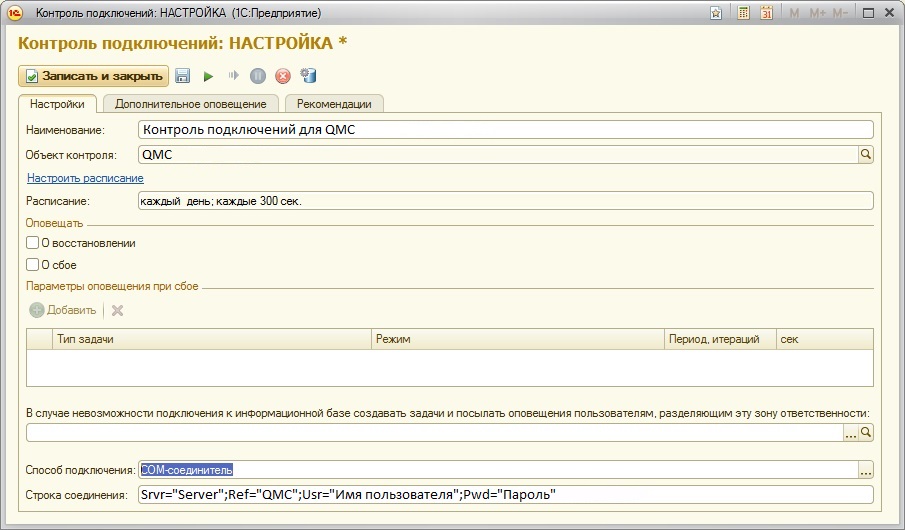 Контроль подключений: НАСТРОЙКА (1С:Предприятие)
31 M M+ M-
Контроль подключений: НАСТРОЙКА *
Записать и закрыть
Настройки Дополнительное оповещение Рекомендации
Наименование: Контроль подключений для QMC
Объект контроля: QMC
Настроить расписание
Расписание: каждый день; каждые 300 сек.
Оповещать
О восстановлении
О сбое
Параметры оповещения при сбое
Добавить
Тип задачи Режим Период, итераций сек
В случае невозможности подключения к информационной базе создавать задачи и посылать оповещения пользователям, разделяющим эту зону ответственности:
...
Способ подключения: COM-соединитель ...
Строка соединения: Srvr="Server";Ref="QMC";Usr="Имя пользователя";Pwd="Пароль"